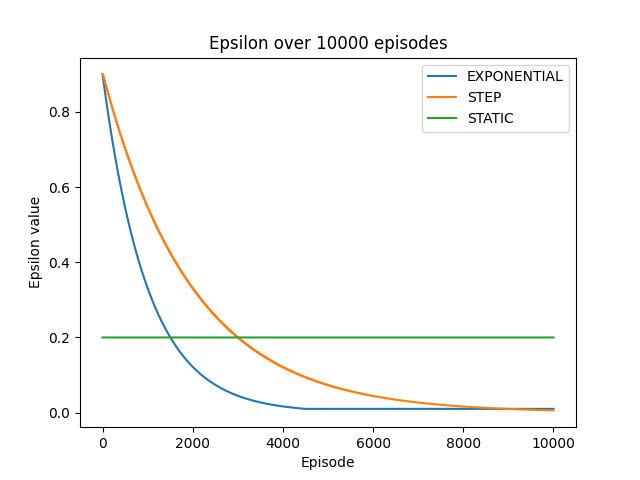 Epsilon over 10000 episodes
EXPONENTIAL
STEP
STATIC
Epsilon value
0.8
0.6
0.4
0.2
0.0
0 2000 4000 6000 8000 10000
Episode